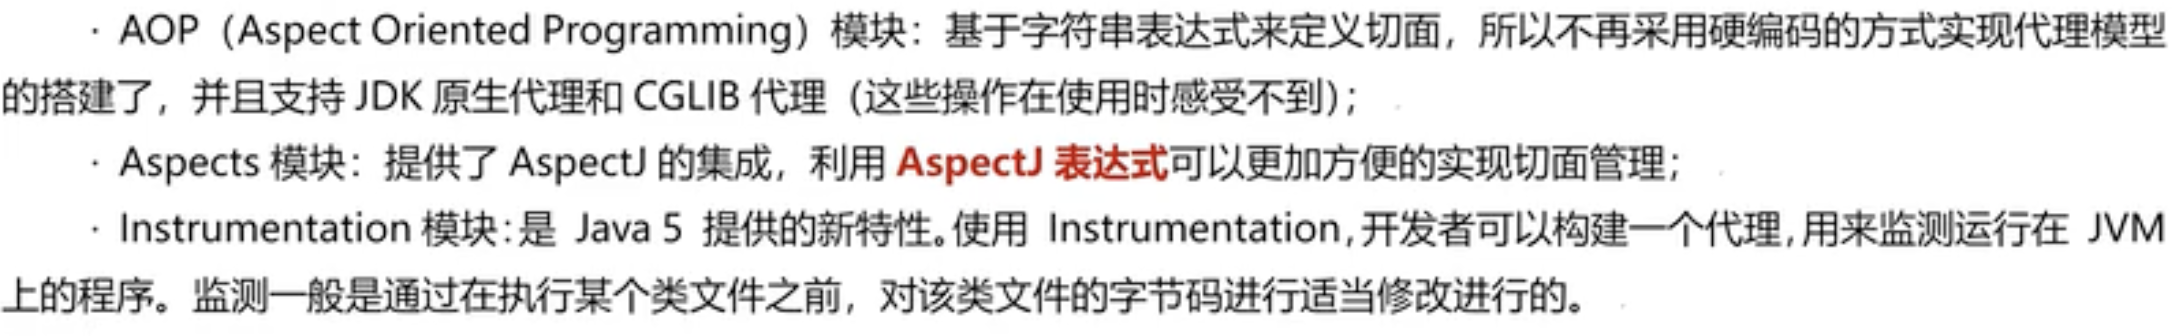 · AOP（Aspect Oriented Programming）模块：基于字符串表达式来定义切面，所以不再采用硬编码的方式实现代理模型
的搭建了，并且支持 JDK 原生代理和 CGLIB 代理（这些操作在使用时感受不到）；
· Aspects 模块：提供了 AspectJ 的集成，利用 AspectJ 表达式可以更加方便的实现切面管理；
· Instrumentation 模块：是 Java 5 提供的新特性。使用 Instrumentation，开发者可以构建一个代理，用来监测运行在 JVM
上的程序。监测一般是通过在执行某个类文件之前，对该类文件的字节码进行适当修改进行的。